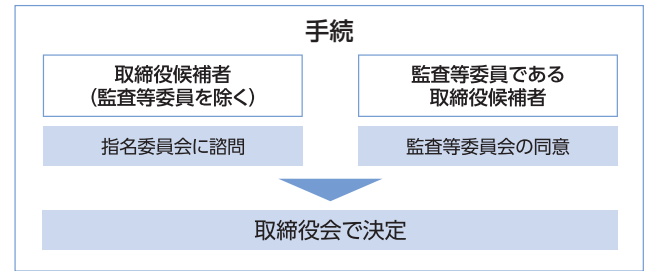 手続
取締役候補者
（監査等委員を除く）
監査等委員である
取締役候補者
指名委員会に諮問
監査等委員会の同意
取締役会で決定